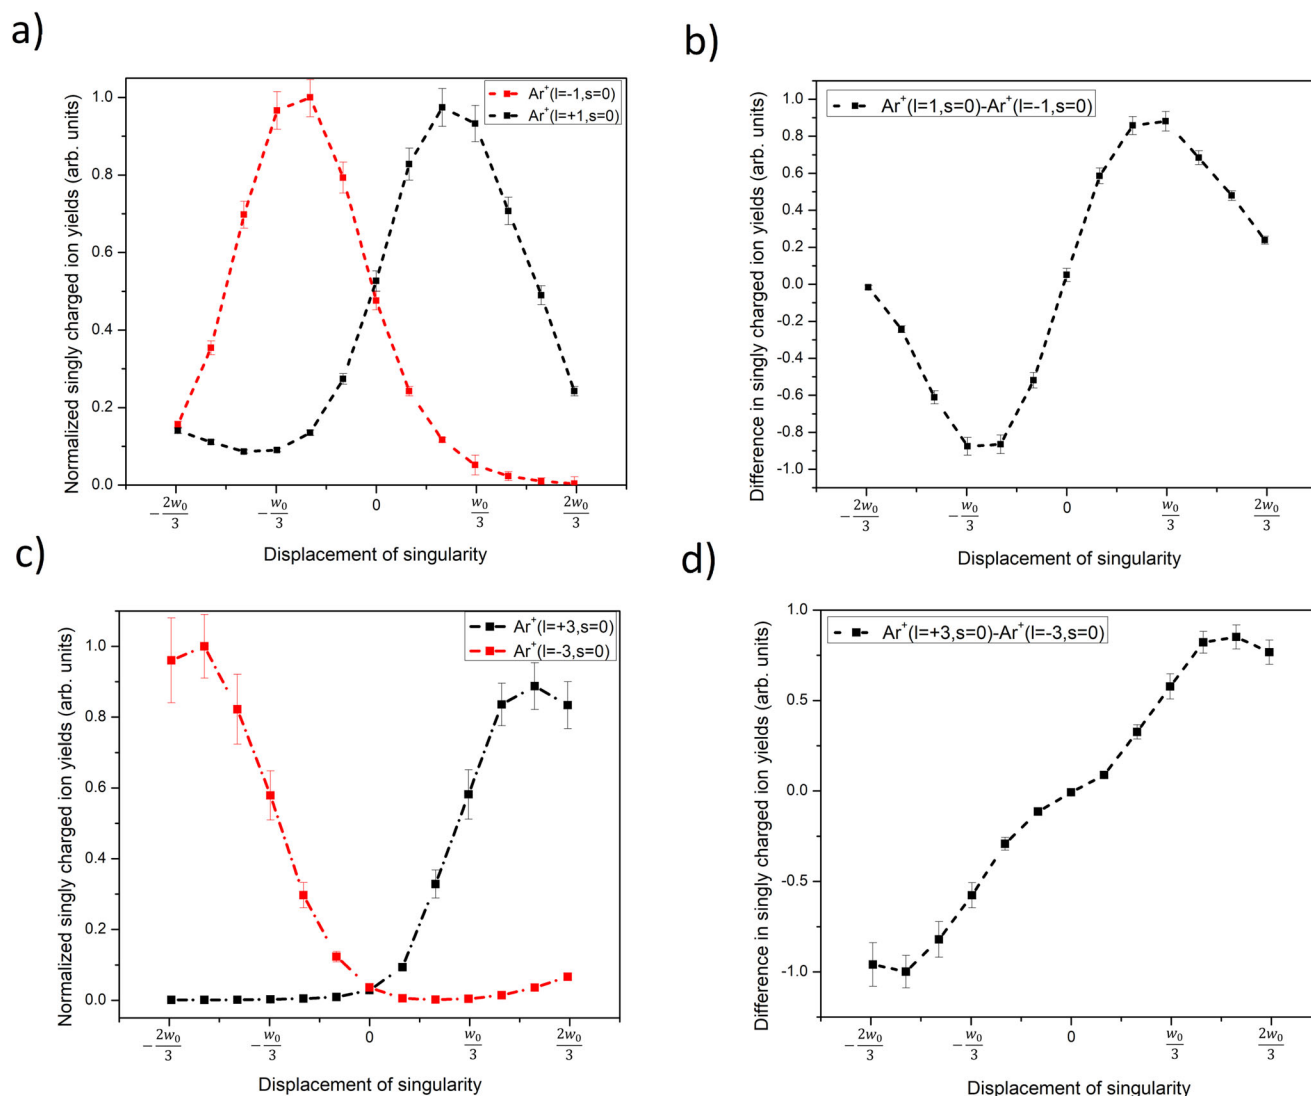 a)
Normalized singly charged ion yields (arb. units)
1.0
0.8
0.6
0.4
0.2
0.0
Ar⁺(l=-1,s=0)
Ar⁺(l=+1,s=0)
−2w₀/3
−w₀/3
0
w₀/3
2w₀/3
Displacement of singularity
b)
Difference in singly charged ion yields (arb. units)
1.0
0.8
0.6
0.4
0.2
0.0
-0.2
-0.4
-0.6
-0.8
-1.0
Ar⁺(l=1,s=0)-Ar⁺(l=-1,s=0)
−2w₀/3
−w₀/3
0
w₀/3
2w₀/3
Displacement of singularity
c)
Normalized singly charged ion yields (arb. units)
1.0
0.8
0.6
0.4
0.2
0.0
Ar⁺(l=+3,s=0)
Ar⁺(l=-3,s=0)
−2w₀/3
−w₀/3
0
w₀/3
2w₀/3
Displacement of singularity
d)
Difference in singly charged ion yields (arb. units)
1.0
0.5
0.0
-0.5
-1.0
Ar⁺(l=+3,s=0)-Ar⁺(l=-3,s=0)
−2w₀/3
−w₀/3
0
w₀/3
2w₀/3
Displacement of singularity